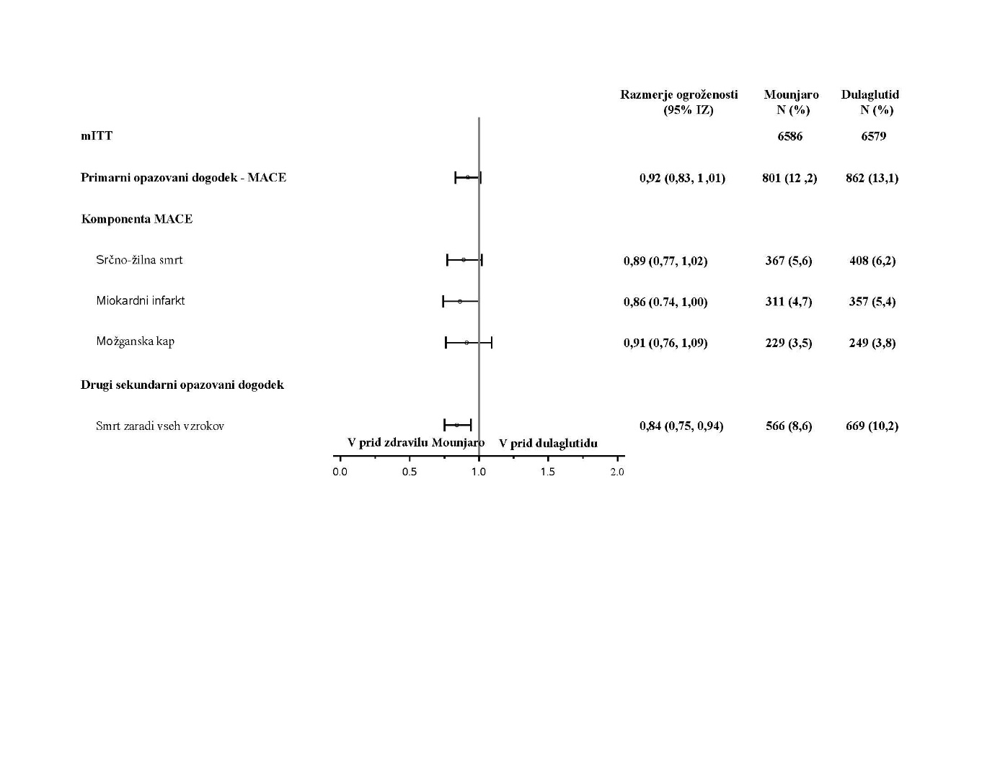 Razmerje ogroženosti Mounjaro Dulaglutid
(95% IZ) N (%) N (%)
mITT 6586 6579
Primarni opazovani dogodek - MACE 0,92 (0,83, 1,01) 801 (12 ,2) 862 (13,1)
Komponenta MACE
Srčno-žilna smrt 0,89 (0,77, 1,02) 367 (5,6) 408 (6,2)
Miokardni infarkt 0,86 (0.74, 1,00) 311 (4,7) 357 (5,4)
Možganska kap 0,91 (0,76, 1,09) 229 (3,5) 249 (3,8)
Drugi sekundarni opazovani dogodek
Smrt zaradi vseh vzrokov 0,84 (0,75, 0,94) 566 (8,6) 669 (10,2)
V prid zdravilu Mounjaro V prid dulaglutidu
0.0 0.5 1.0 1.5 2.0